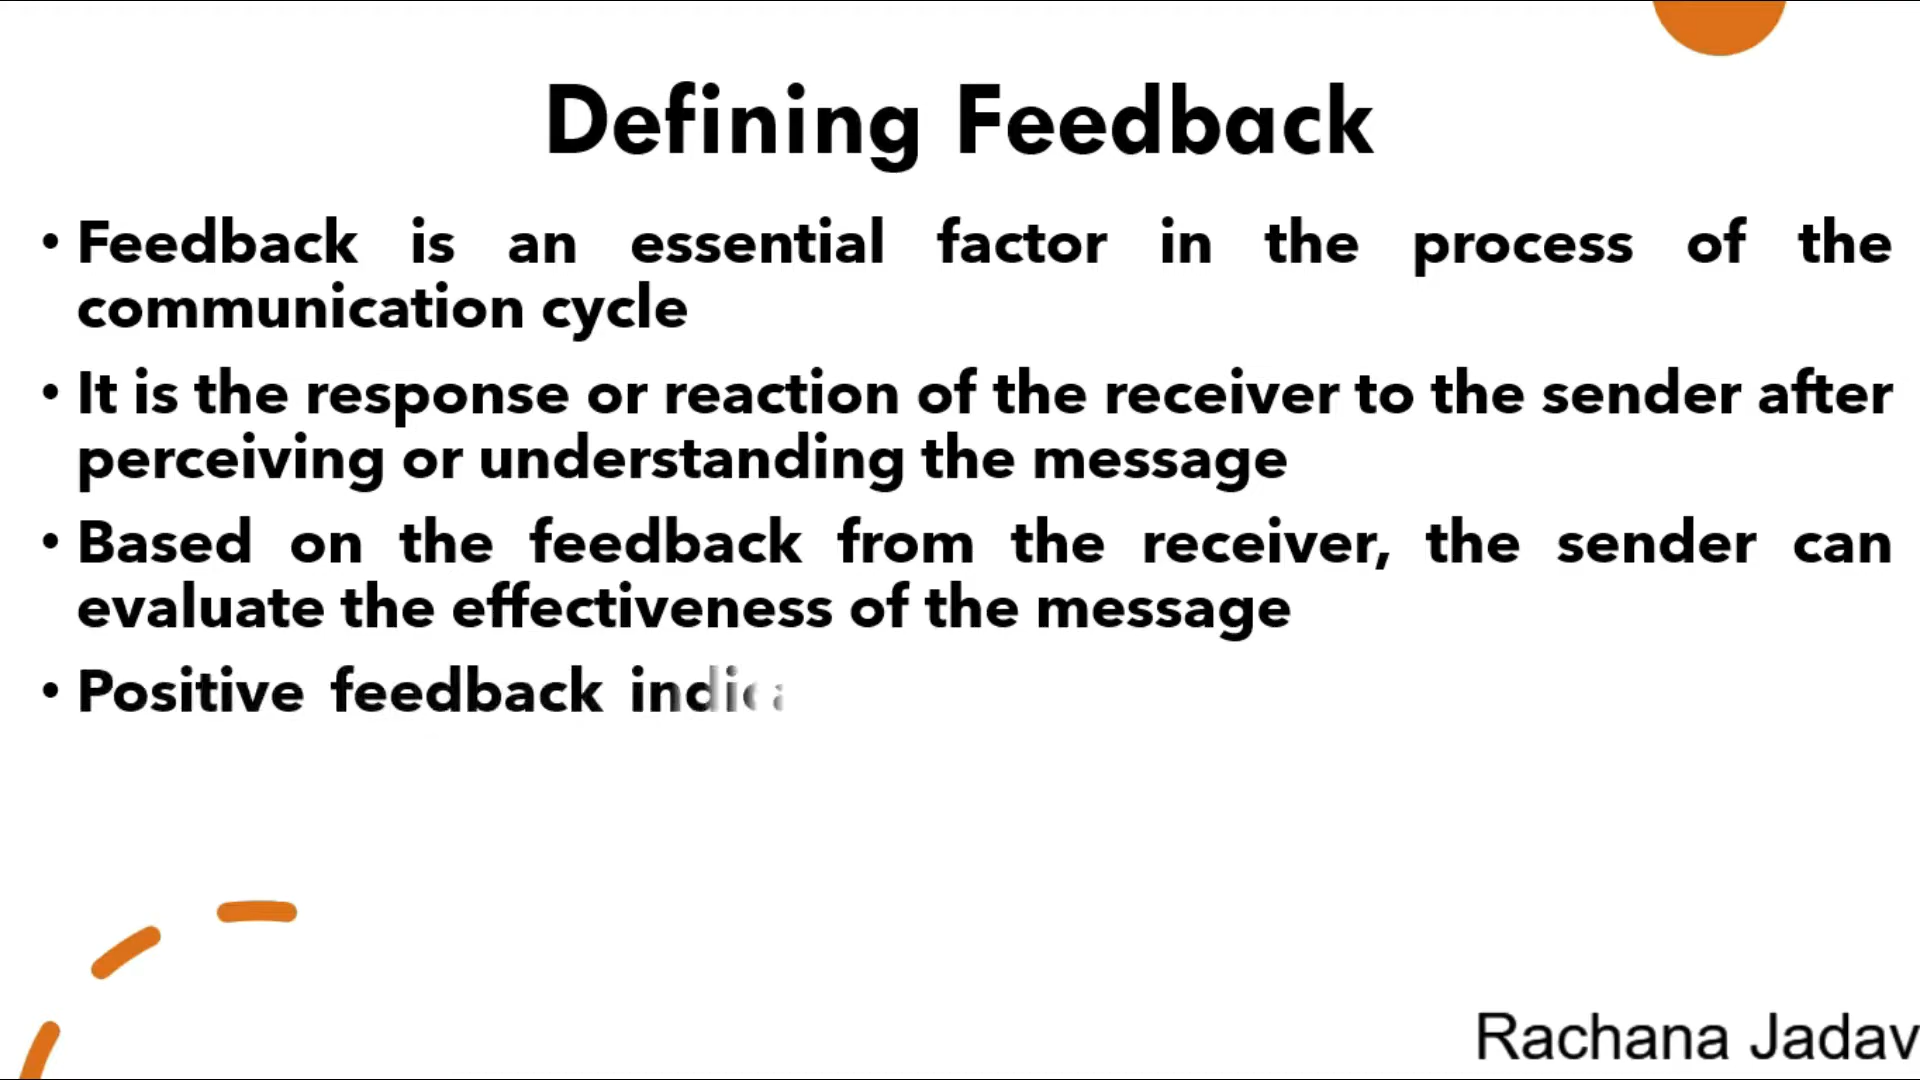 Defining Feedback
• Feedback is an essential factor in the process of the
communication cycle
• It is the response or reaction of the receiver to the sender after
perceiving or understanding the message
• Based on the feedback from the receiver, the sender can
evaluate the effectiveness of the message
• Positive feedback
Rachana Jadav